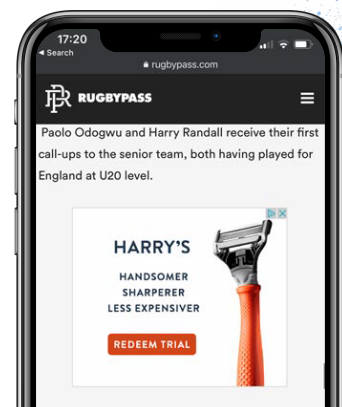 17:20
◀ Search
rugbypass.com
RUGBYPASS
Paolo Odogwu and Harry Randall receive their first
call-ups to the senior team, both having played for
England at U20 level.
HARRY'S
HANDSOMER
SHARPERER
LESS EXPENSIVER
REDEEM TRIAL